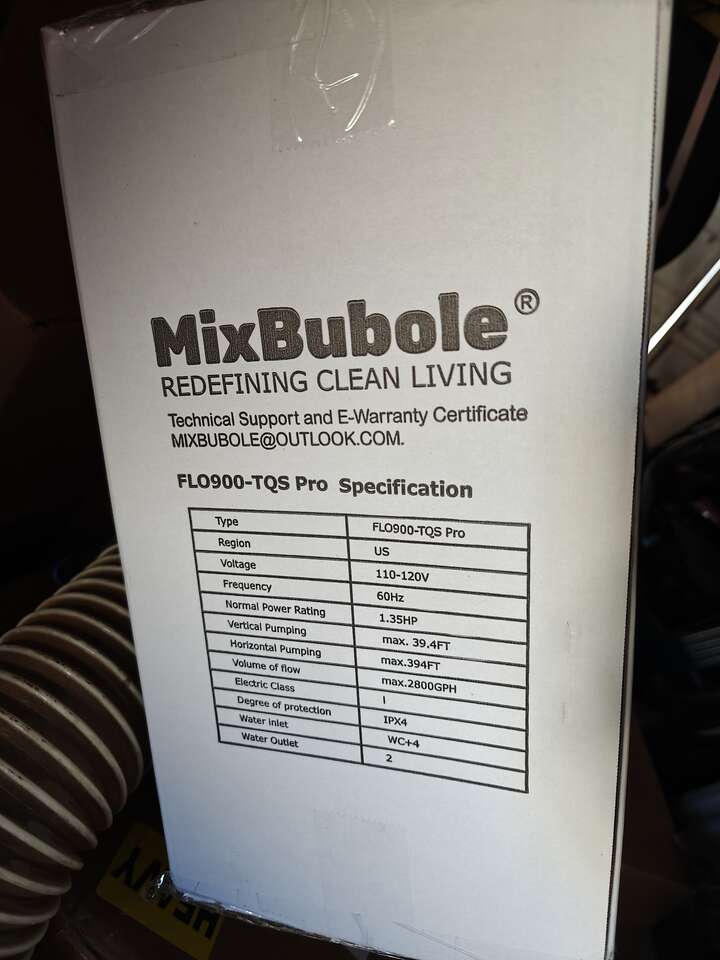 MixBubole®
REDEFINING CLEAN LIVING
Technical Support and E-Warranty Certificate
MIXBUBOLE@OUTLOOK.COM.
FLO900-TQS Pro Specification
Type FLO900-TQS Pro
Region US
Voltage 110-120V
Frequency 60Hz
Normal Power Rating 1.35HP
Vertical Pumping max. 39.4FT
Horizontal Pumping max.394FT
Volume of flow max.2800GPH
Electric Class I
Degree of protection IPX4
Water inlet WC+4
Water Outlet 2
HEAVY